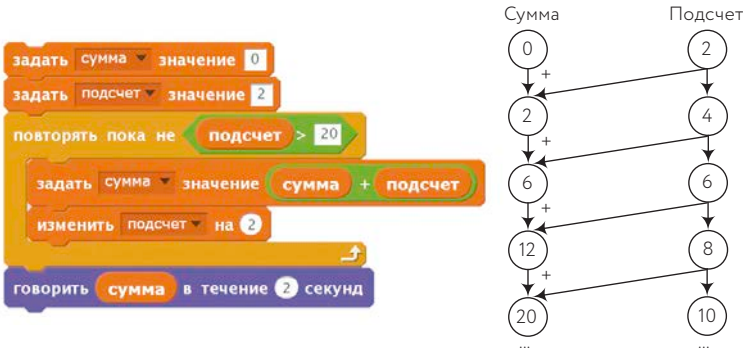 задать сумма значение 0
задать подсчет значение 2
повторять пока не подсчет > 20
задать сумма значение сумма + подсчет
изменить подсчет на 2
говорить сумма в течение 2 секунд
Сумма Подсчет
0 2
+
2 4
+
6 6
+
12 8
+
20 10
... ...